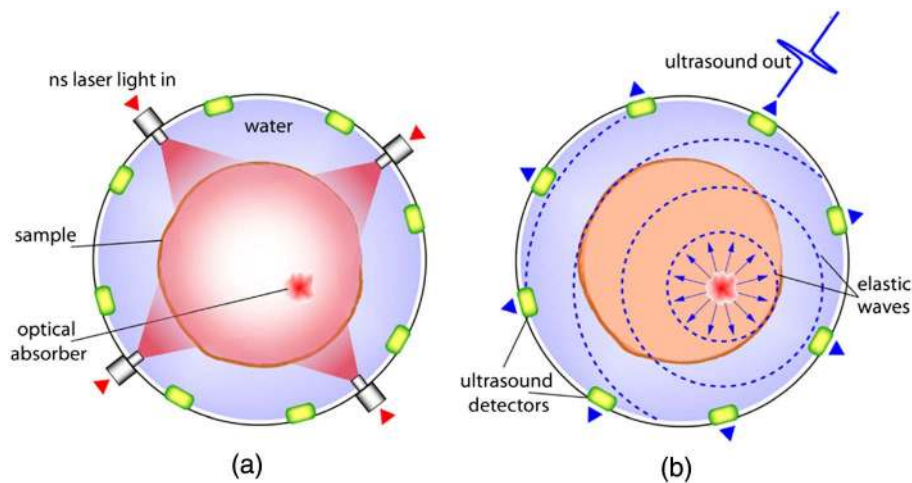 ns laser light in
water
sample
optical
absorber
(a)
ultrasound out
elastic
waves
ultrasound
detectors
(b)